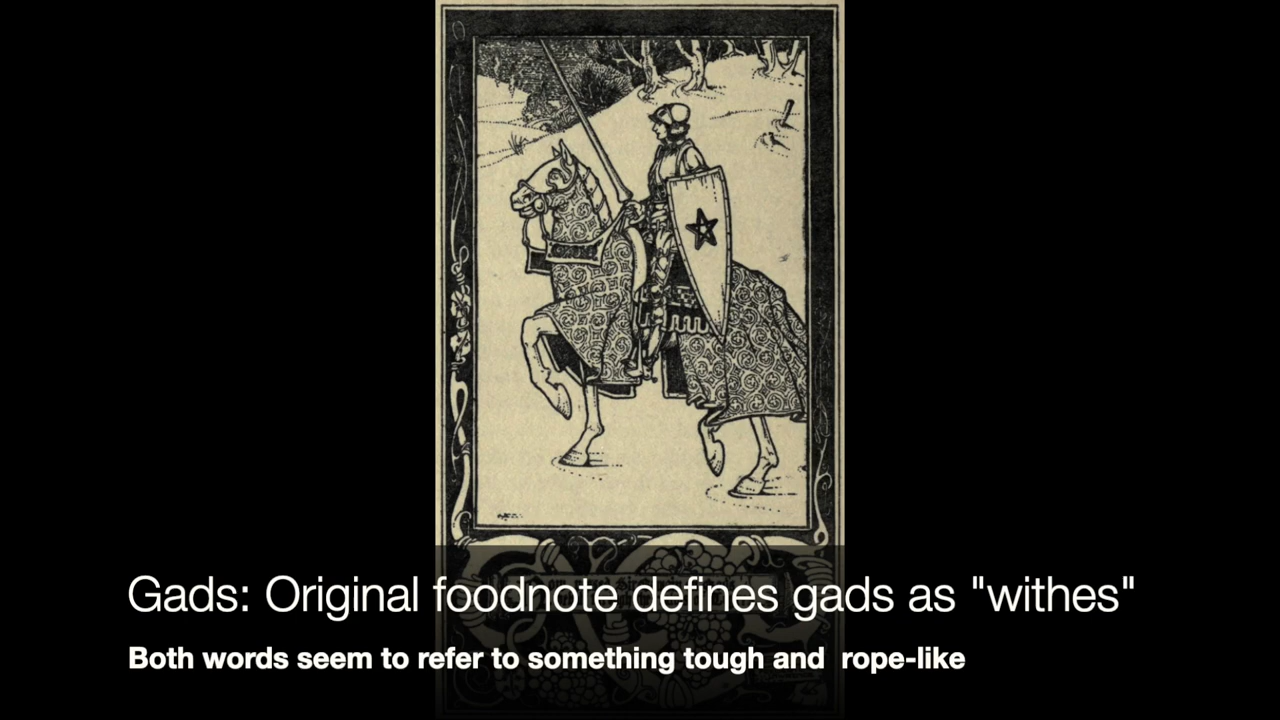 Gads: Original foodnote defines gads as "withes"
Both words seem to refer to something tough and  rope-like